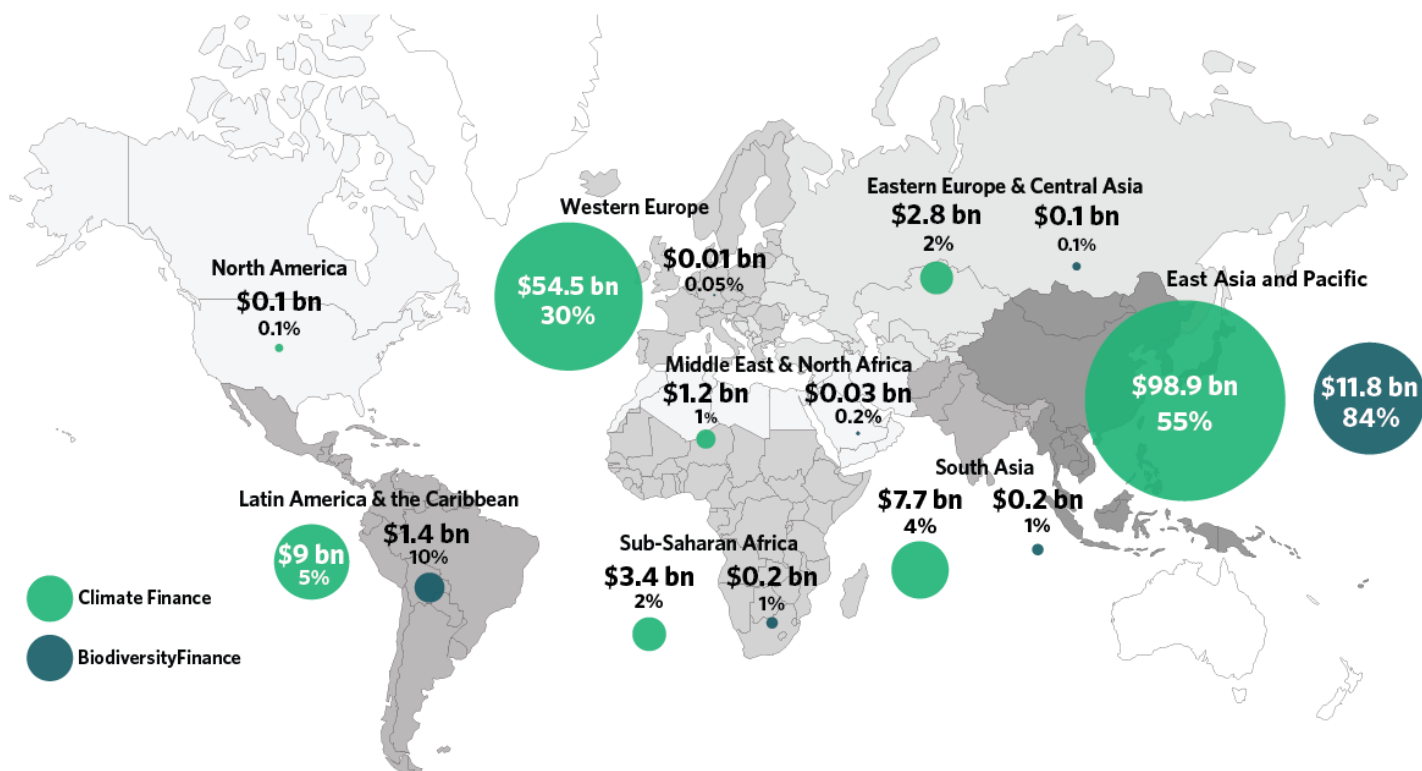 Western Europe
$54.5 bn
30%
$0.01 bn
0.05%
Eastern Europe & Central Asia
$2.8 bn
2%
$0.1 bn
0.1%
North America
$0.1 bn
0.1%
East Asia and Pacific
$98.9 bn
55%
$11.8 bn
84%
Middle East & North Africa
$1.2 bn
1%
$0.03 bn
0.2%
South Asia
$7.7 bn
4%
$0.2 bn
1%
Latin America & the Caribbean
$9 bn
5%
$1.4 bn
10%
Sub-Saharan Africa
$3.4 bn
2%
$0.2 bn
1%
Climate Finance
BiodiversityFinance